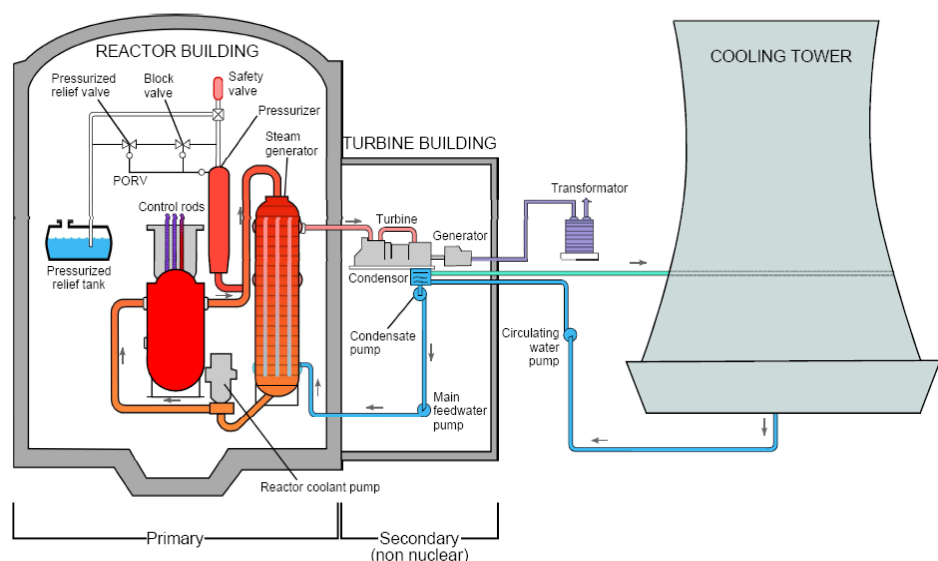 REACTOR BUILDING
COOLING TOWER
Pressurized
relief valve
Block
valve
Safety
valve
Pressurizer
Steam
generator
TURBINE BUILDING
PORV
Control rods
Transformator
Turbine
Generator
Pressurized
relief tank
Condensor
Condensate
pump
Circulating
water
pump
Main
feedwater
pump
Reactor coolant pump
Primary
Secondary
(non nuclear)